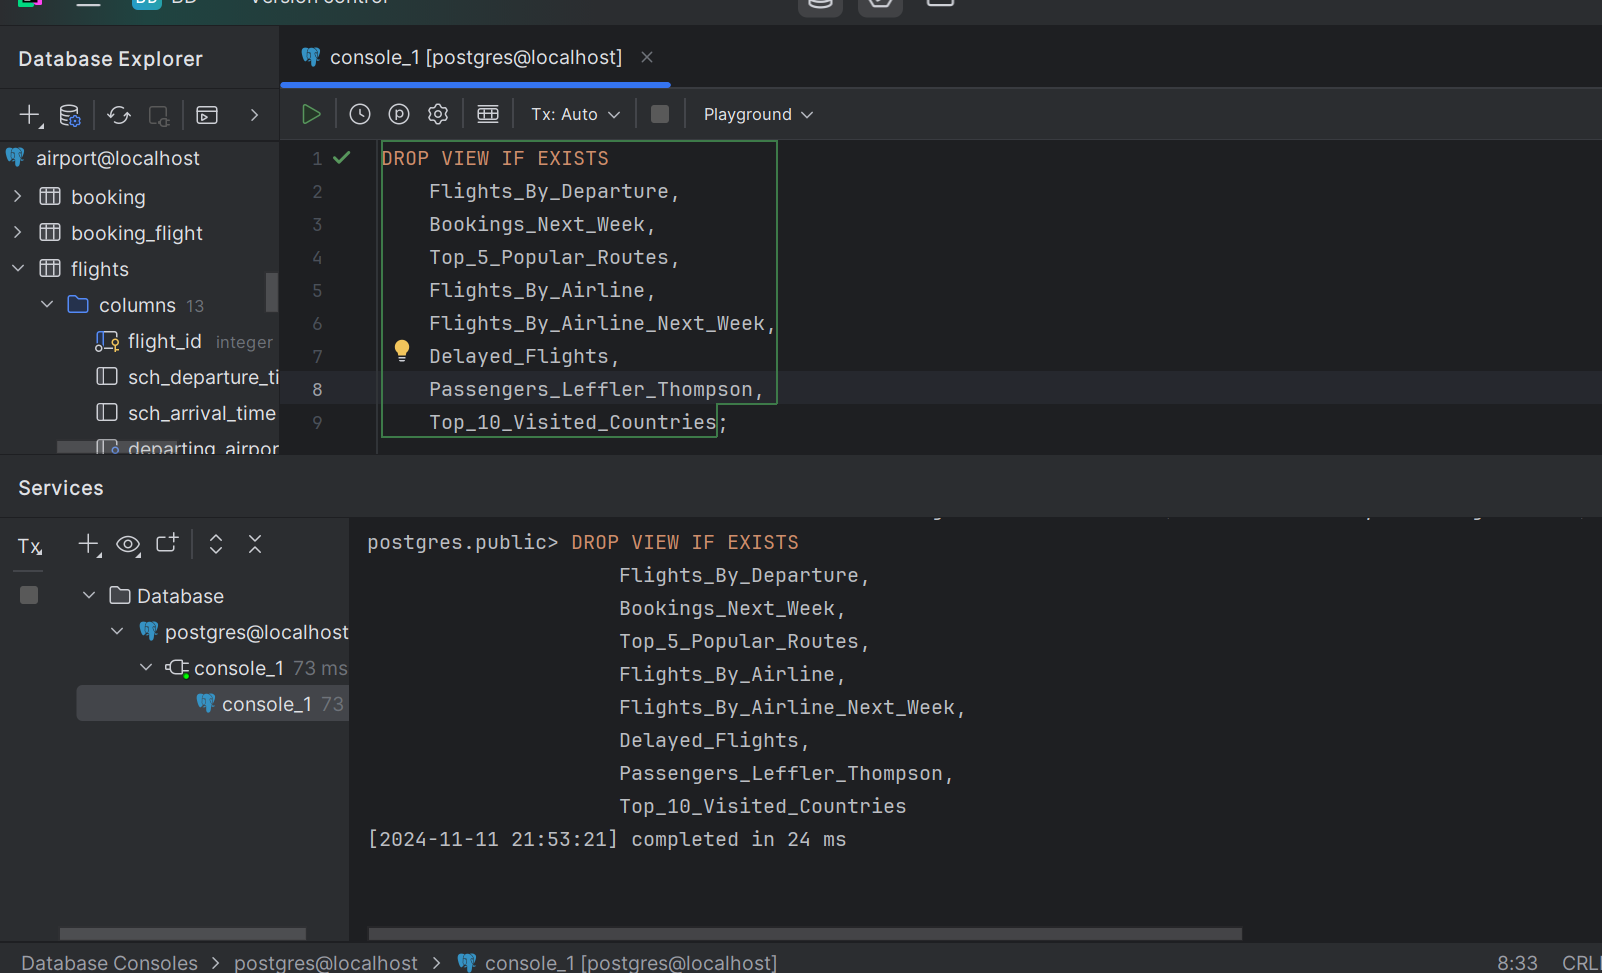 Database Explorer
console_1 [postgres@localhost]
Tx: Auto
Playground
airport@localhost
booking
booking_flight
flights
columns 13
flight_id integer
sch_departure_ti
sch_arrival_time
departing_airpor
1 DROP VIEW IF EXISTS
2 Flights_By_Departure,
3 Bookings_Next_Week,
4 Top_5_Popular_Routes,
5 Flights_By_Airline,
6 Flights_By_Airline_Next_Week,
7 Delayed_Flights,
8 Passengers_Leffler_Thompson,
9 Top_10_Visited_Countries;
Services
Tx
Database
postgres@localhost
console_1 73 ms
console_1 73
postgres.public> DROP VIEW IF EXISTS
Flights_By_Departure,
Bookings_Next_Week,
Top_5_Popular_Routes,
Flights_By_Airline,
Flights_By_Airline_Next_Week,
Delayed_Flights,
Passengers_Leffler_Thompson,
Top_10_Visited_Countries
[2024-11-11 21:53:21] completed in 24 ms
Database Consoles > postgres@localhost > console_1 [postgres@localhost]
8:33 CRL